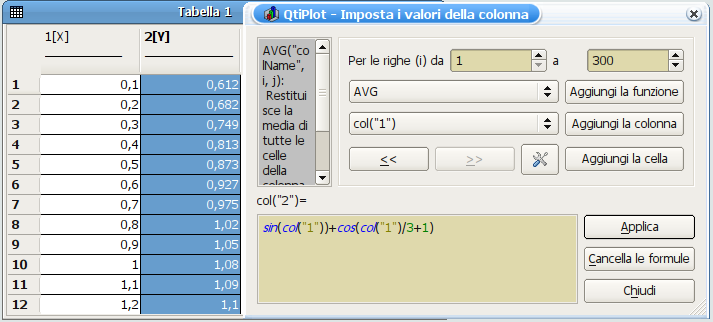 Tabella 1
1[X] 2[Y]
1 0,1 0,612
2 0,2 0,682
3 0,3 0,749
4 0,4 0,813
5 0,5 0,873
6 0,6 0,927
7 0,7 0,975
8 0,8 1,02
9 0,9 1,05
10 1 1,08
11 1,1 1,09
12 1,2 1,1
QtiPlot - Imposta i valori della colonna
AVG("co
lName",
i, j):
Restitui
sce la
media di
tutte le
celle
della
Per le righe (i) da 1 a 300
AVG Aggiungi la funzione
col("1") Aggiungi la colonna
<< >> Aggiungi la cella
col("2")=
sin(col("1"))+cos(col("1")/3+1)
Applica
Cancella le formule
Chiudi